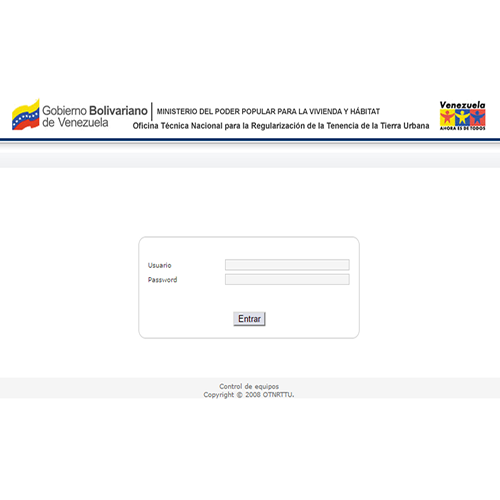 Gobierno Bolivariano
de Venezuela
MINISTERIO DEL PODER POPULAR PARA LA VIVIENDA Y HÁBITAT
Oficina Técnica Nacional para la Regularización de la Tenencia de la Tierra Urbana
Venezuela
AHORA ES DE TODOS
Usuario
Password
Entrar
Control de equipos
Copyright © 2008 OTNRTTU.